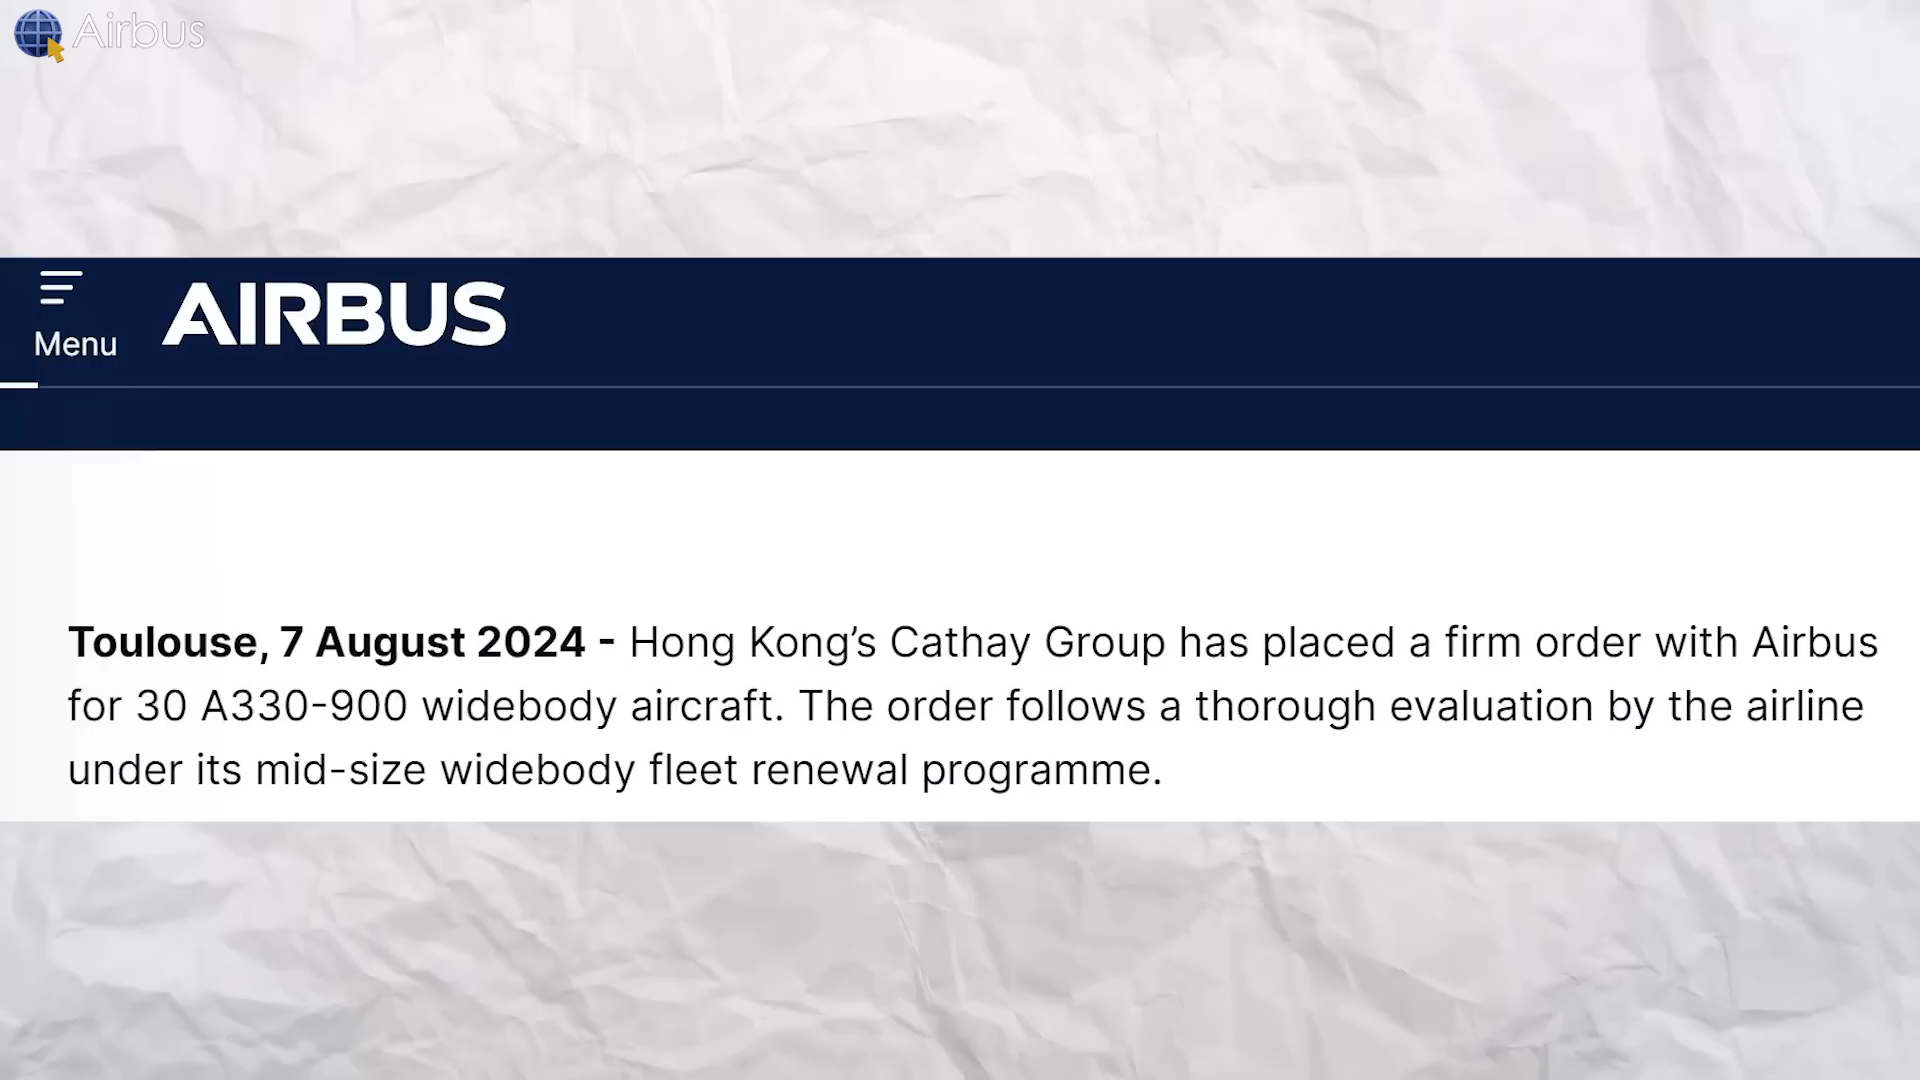 Airbus
Menu
AIRBUS
Toulouse, 7 August 2024 - Hong Kong’s Cathay Group has placed a firm order with Airbus
for 30 A330-900 widebody aircraft. The order follows a thorough evaluation by the airline
under its mid-size widebody fleet renewal programme.